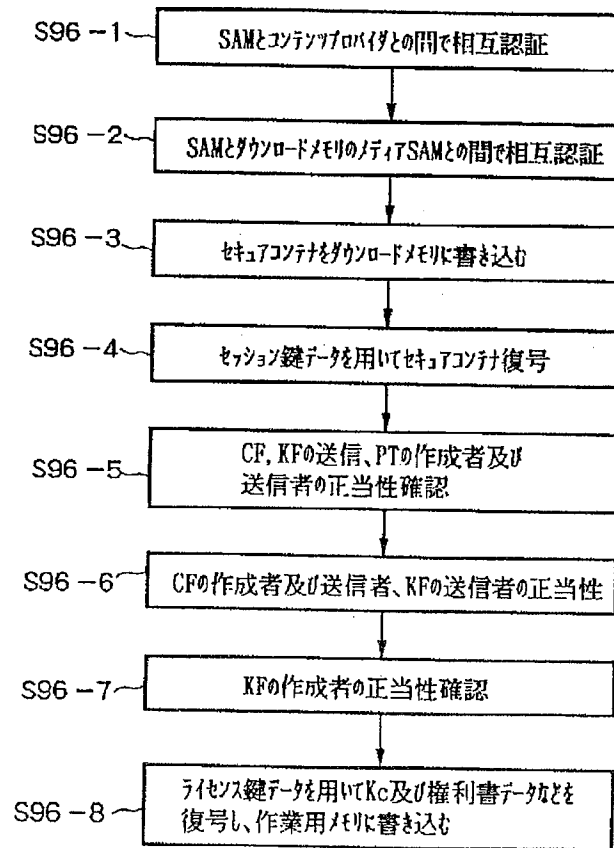 S96-1 SAMとコンテンツプロバイダとの間で相互認証
S96-2 SAMとダウンロードメモリのメディアSAMとの間で相互認証
S96-3 セキュアコンテナをダウンロードメモリに書き込む
S96-4 セッション鍵データを用いてセキュアコンテナ復号
S96-5 CF, KFの送信、PTの作成者及び
送信者の正当性確認
S96-6 CFの作成者及び送信者、KFの送信者の正当性
S96-7 KFの作成者の正当性確認
S96-8 ライセンス鍵データを用いてKc及び権利書データなどを
復号し、作業用メモリに書き込む